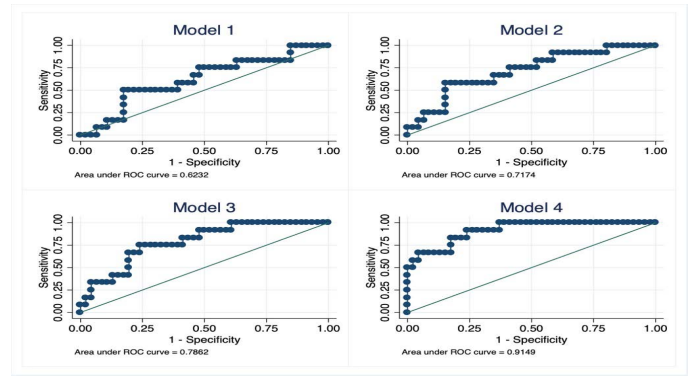 Model 1
Sensitivity
0.00 0.25 0.50 0.75 1.00
0.00 0.25 0.50 0.75 1.00
1 - Specificity
Area under ROC curve = 0.6232
Model 2
Sensitivity
0.00 0.25 0.50 0.75 1.00
0.00 0.25 0.50 0.75 1.00
1 - Specificity
Area under ROC curve = 0.7174
Model 3
Sensitivity
0.00 0.25 0.50 0.75 1.00
0.00 0.25 0.50 0.75 1.00
1 - Specificity
Area under ROC curve = 0.7862
Model 4
Sensitivity
0.00 0.25 0.50 0.75 1.00
0.00 0.25 0.50 0.75 1.00
1 - Specificity
Area under ROC curve = 0.9149